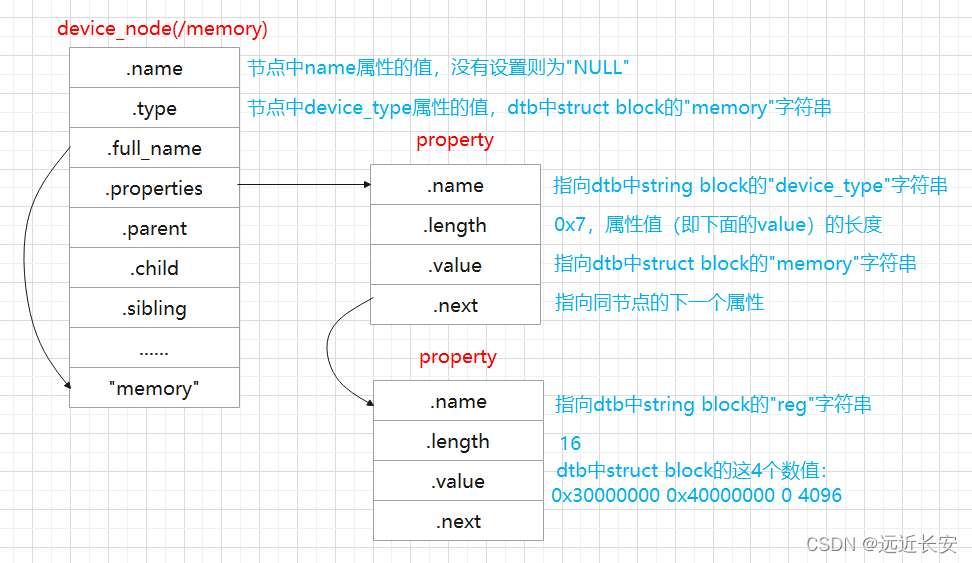 device_node(/memory)
.name
节点中name属性的值，没有设置则为"NULL"
.type
节点中device_type属性的值，dtb中struct block的"memory"字符串
.full_name
.properties
.parent
.child
.sibling
......
"memory"
property
.name
指向dtb中string block的"device_type"字符串
.length
0x7，属性值（即下面的value）的长度
.value
指向dtb中struct block的"memory"字符串
.next
指向同节点的下一个属性
property
.name
指向dtb中string block的"reg"字符串
.length
16
.value
dtb中struct block的这4个数值：
0x30000000 0x40000000 0 4096
.next
CSDN @远近长安